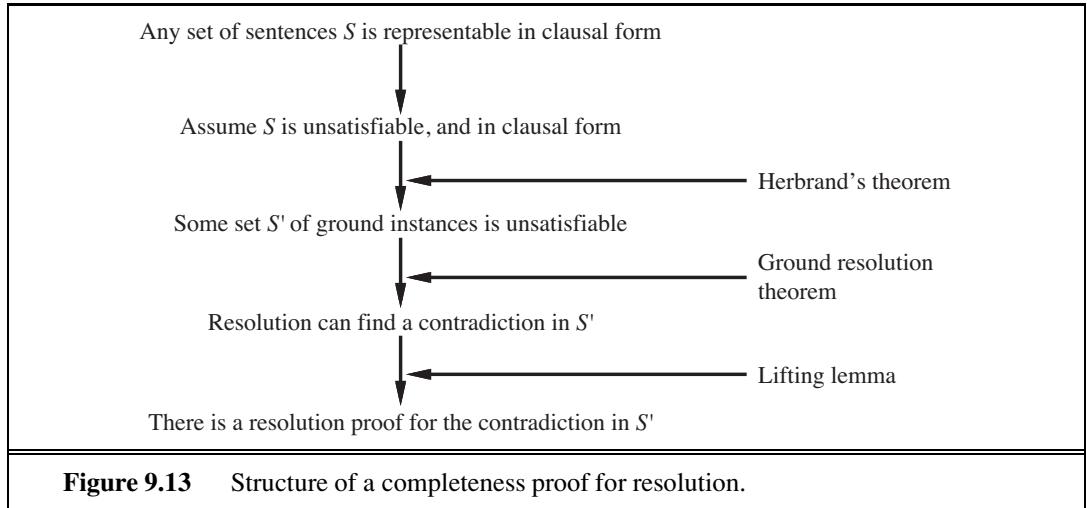 Any set of sentences S is representable in clausal form
Assume S is unsatisfiable, and in clausal form
Herbrand's theorem
Some set S' of ground instances is unsatisfiable
Ground resolution
theorem
Resolution can find a contradiction in S'
Lifting lemma
There is a resolution proof for the contradiction in S'
Figure 9.13 Structure of a completeness proof for resolution.